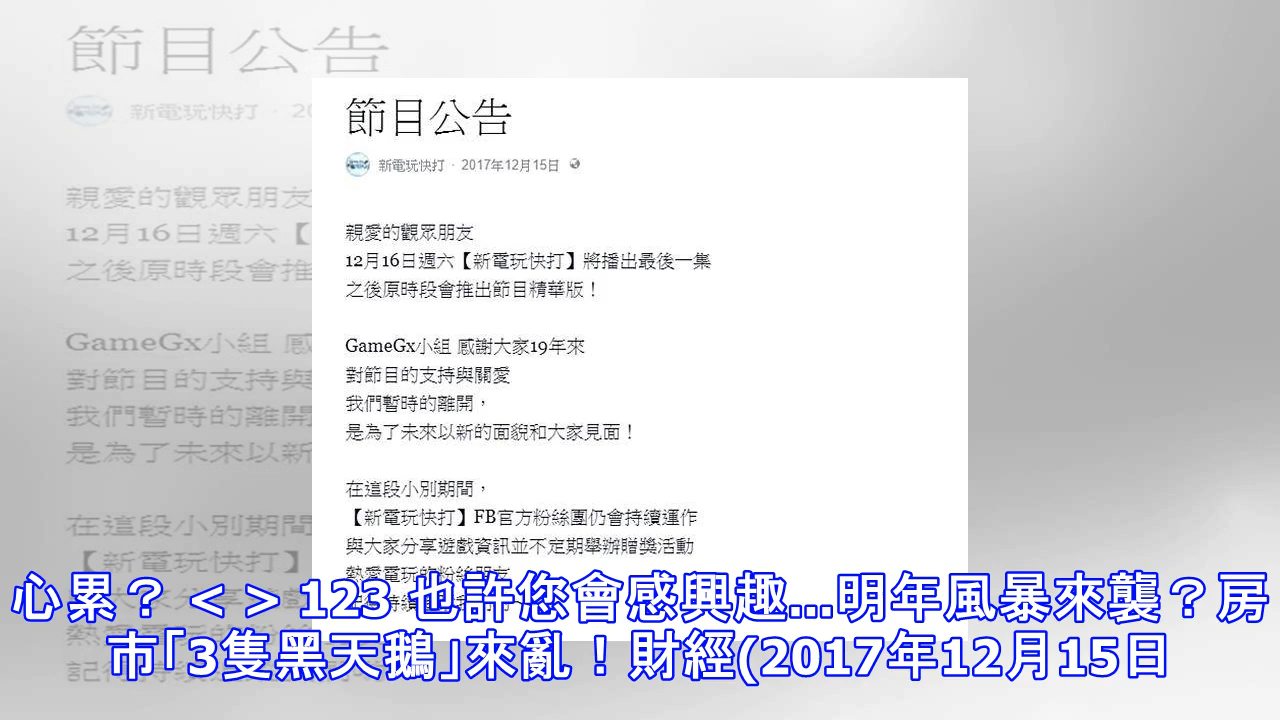 節目公告
新電玩快打 · 2017年12月15日
親愛的觀眾朋友
12月16日週六【新電玩快打】將播出最後一集
之後原時段會推出節目精華版！
GameGx小組 感謝大家19年來
對節目的支持與關愛
我們暫時的離開，
是為了未來以新的面貌和大家見面！
在這段小別期間，
【新電玩快打】FB官方粉絲團仍會持續運作
與大家分享遊戲資訊並不定期舉辦贈獎活動
熱愛電玩的粉絲朋友
心累？ < > 123 也許您會感興趣...明年風暴來襲？房
市「3隻黑天鵝」來亂！財經(2017年12月15日